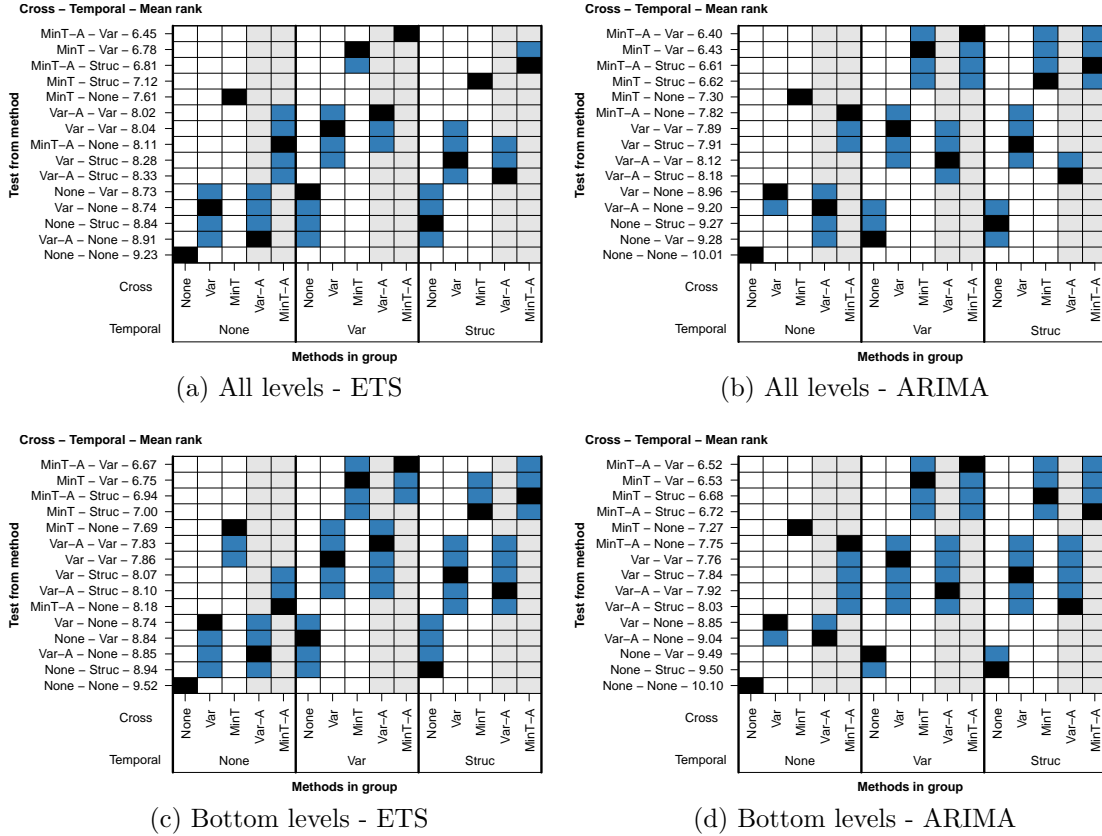 Cross – Temporal – Mean rank
Test from method
MinT–A – Var – 6.45
MinT – Var – 6.78
MinT–A – Struc – 6.81
MinT – Struc – 7.12
MinT – None – 7.61
Var–A – Var – 8.02
Var – Var – 8.04
MinT–A – None – 8.11
Var – Struc – 8.28
Var–A – Struc – 8.33
None – Var – 8.73
Var – None – 8.74
None – Struc – 8.84
Var–A – None – 8.91
None – None – 9.23
Cross None Var MinT Var–A MinT–A None Var MinT Var–A MinT–A None Var MinT Var–A MinT–A
Temporal None Var Struc
Methods in group
(a) All levels - ETS
Cross – Temporal – Mean rank
Test from method
MinT–A – Var – 6.40
MinT – Var – 6.43
MinT–A – Struc – 6.61
MinT – Struc – 6.62
MinT – None – 7.30
MinT–A – None – 7.82
Var – Var – 7.89
Var – Struc – 7.91
Var–A – Var – 8.12
Var–A – Struc – 8.18
Var – None – 8.96
Var–A – None – 9.20
None – Struc – 9.27
None – Var – 9.28
None – None – 10.01
Cross None Var MinT Var–A MinT–A None Var MinT Var–A MinT–A None Var MinT Var–A MinT–A
Temporal None Var Struc
Methods in group
(b) All levels - ARIMA
Cross – Temporal – Mean rank
Test from method
MinT–A – Var – 6.67
MinT – Var – 6.75
MinT–A – Struc – 6.94
MinT – Struc – 7.00
MinT – None – 7.69
Var–A – Var – 7.83
Var – Var – 7.86
Var – Struc – 8.07
Var–A – Struc – 8.10
MinT–A – None – 8.18
Var – None – 8.74
None – Var – 8.84
Var–A – None – 8.85
None – Struc – 8.94
None – None – 9.52
Cross None Var MinT Var–A MinT–A None Var MinT Var–A MinT–A None Var MinT Var–A MinT–A
Temporal None Var Struc
Methods in group
(c) Bottom levels - ETS
Cross – Temporal – Mean rank
Test from method
MinT–A – Var – 6.52
MinT – Var – 6.53
MinT – Struc – 6.68
MinT–A – Struc – 6.72
MinT – None – 7.27
MinT–A – None – 7.75
Var – Var – 7.76
Var – Struc – 7.84
Var–A – Var – 7.92
Var–A – Struc – 8.03
Var – None – 8.85
Var–A – None – 9.04
None – Var – 9.49
None – Struc – 9.50
None – None – 10.10
Cross None Var MinT Var–A MinT–A None Var MinT Var–A MinT–A None Var MinT Var–A MinT–A
Temporal None Var Struc
Methods in group
(d) Bottom levels - ARIMA